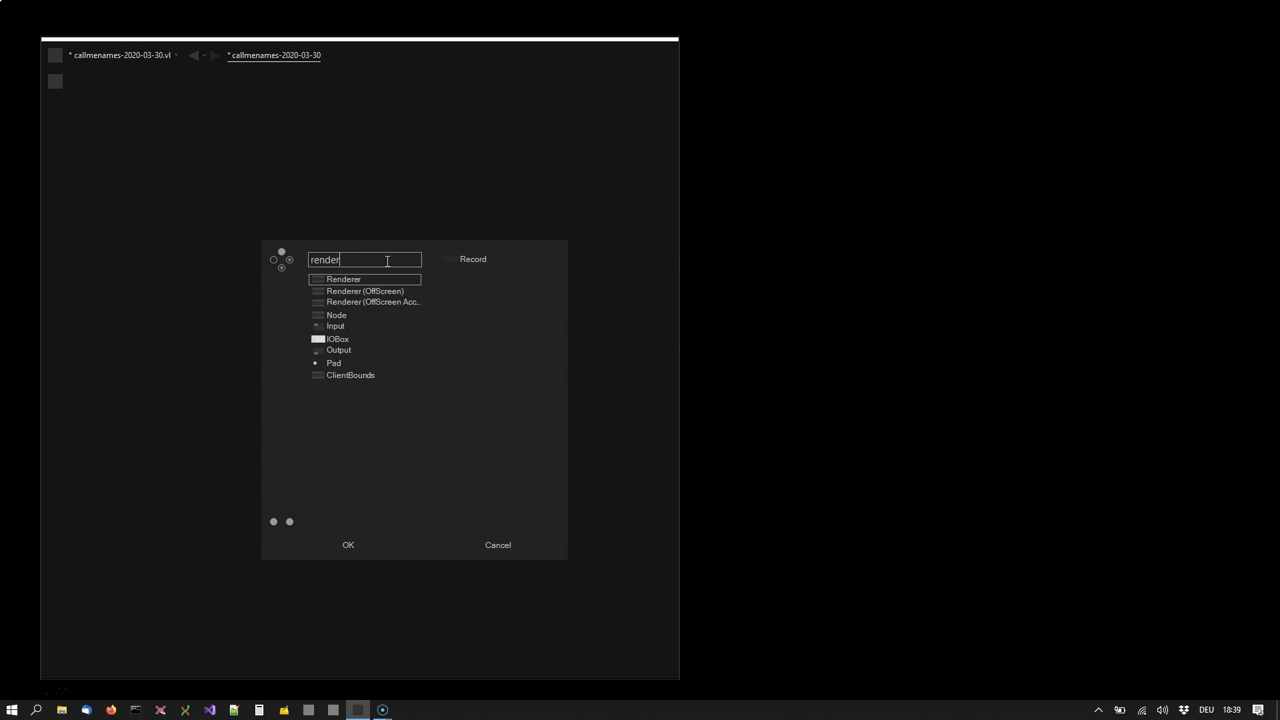 * callmenames-2020-03-30.vl
* callmenames-2020-03-30
render
Record
Renderer
Renderer (OffScreen)
Renderer (OffScreen Acc..
Node
Input
IOBox
Output
Pad
ClientBounds
OK
Cancel
DEU
18:39